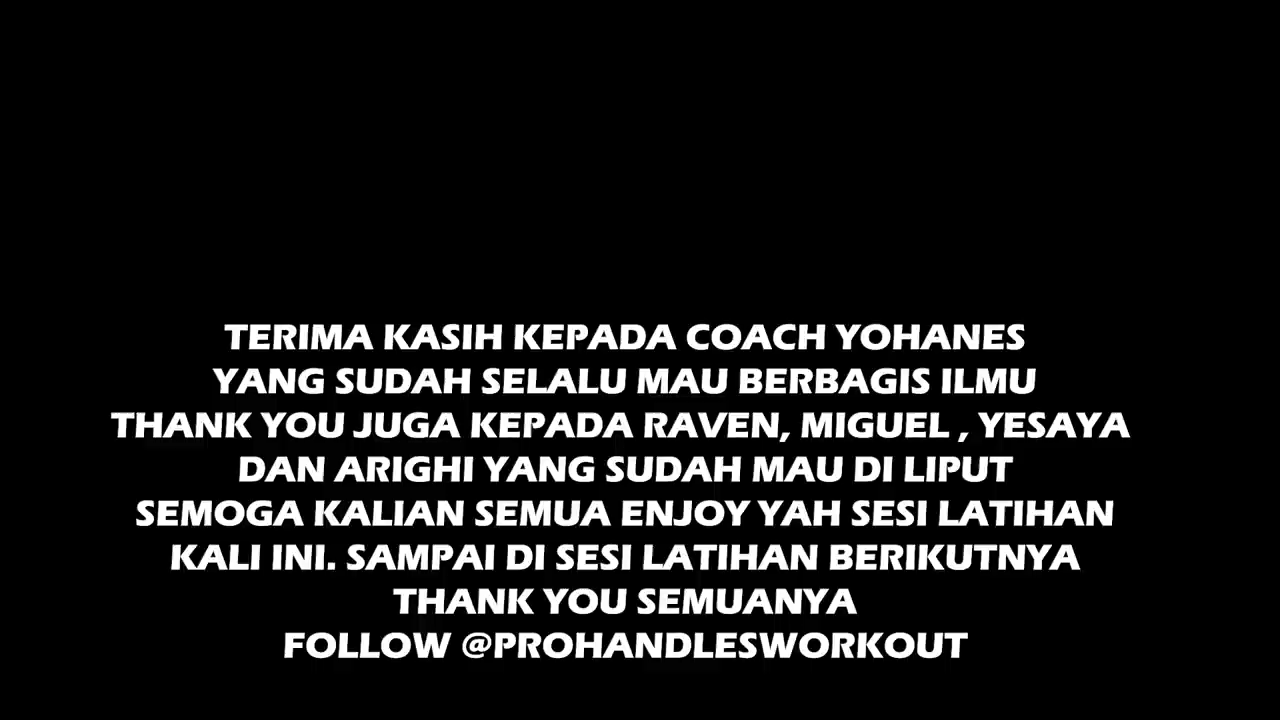 TERIMA KASIH KEPADA COACH YOHANES
YANG SUDAH SELALU MAU BERBAGIS ILMU
THANK YOU JUGA KEPADA RAVEN, MIGUEL , YESAYA
DAN ARIGHI YANG SUDAH MAU DI LIPUT
SEMOGA KALIAN SEMUA ENJOY YAH SESI LATIHAN
KALI INI. SAMPAI DI SESI LATIHAN BERIKUTNYA
THANK YOU SEMUANYA
FOLLOW @PROHANDLESWORKOUT